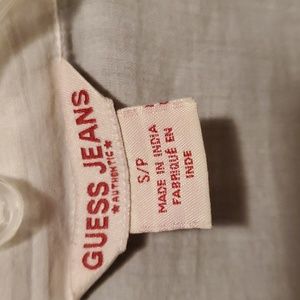 GUESS JEANS
★AUTHENTIC★
S/P
MADE IN INDIA
FABRIQUÉ EN
INDE